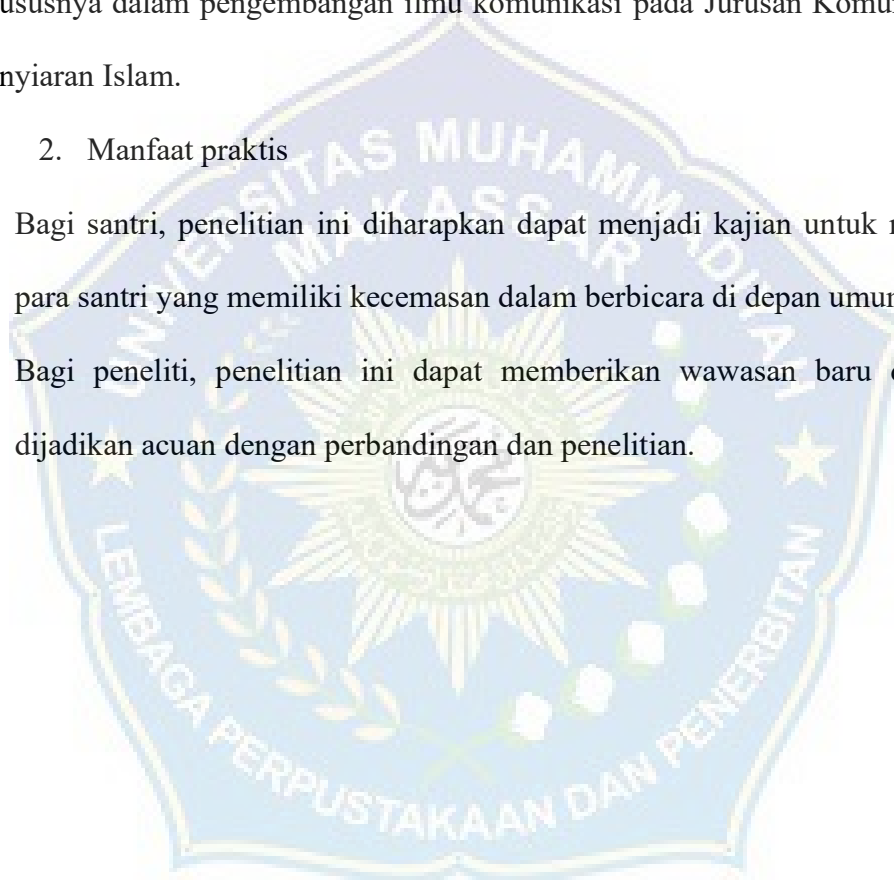 ususnya dalam pengembangan ilmu komunikasi pada Jurusan Komu
nyiaran Islam.
2. Manfaat praktis
Bagi santri, penelitian ini diharapkan dapat menjadi kajian untuk
para santri yang memiliki kecemasan dalam berbicara di depan umum
Bagi peneliti, penelitian ini dapat memberikan wawasan baru
dijadikan acuan dengan perbandingan dan penelitian.
UNIVERSITAS MUHAMMADIYAH
MAKASSAR
LEMBAGA PERPUSTAKAAN DAN PENERBITAN